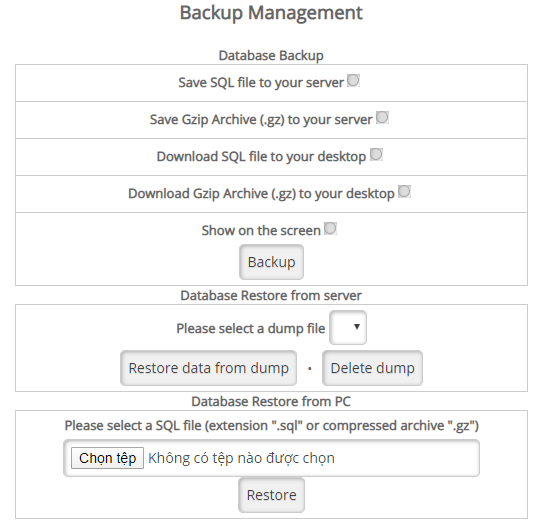 Backup Management
Database Backup
Save SQL file to your server
Save Gzip Archive (.gz) to your server
Download SQL file to your desktop
Download Gzip Archive (.gz) to your desktop
Show on the screen
Backup
Database Restore from server
Please select a dump file
Restore data from dump • Delete dump
Database Restore from PC
Please select a SQL file (extension ".sql" or compressed archive ".gz")
Chọn tệp Không có tệp nào được chọn
Restore